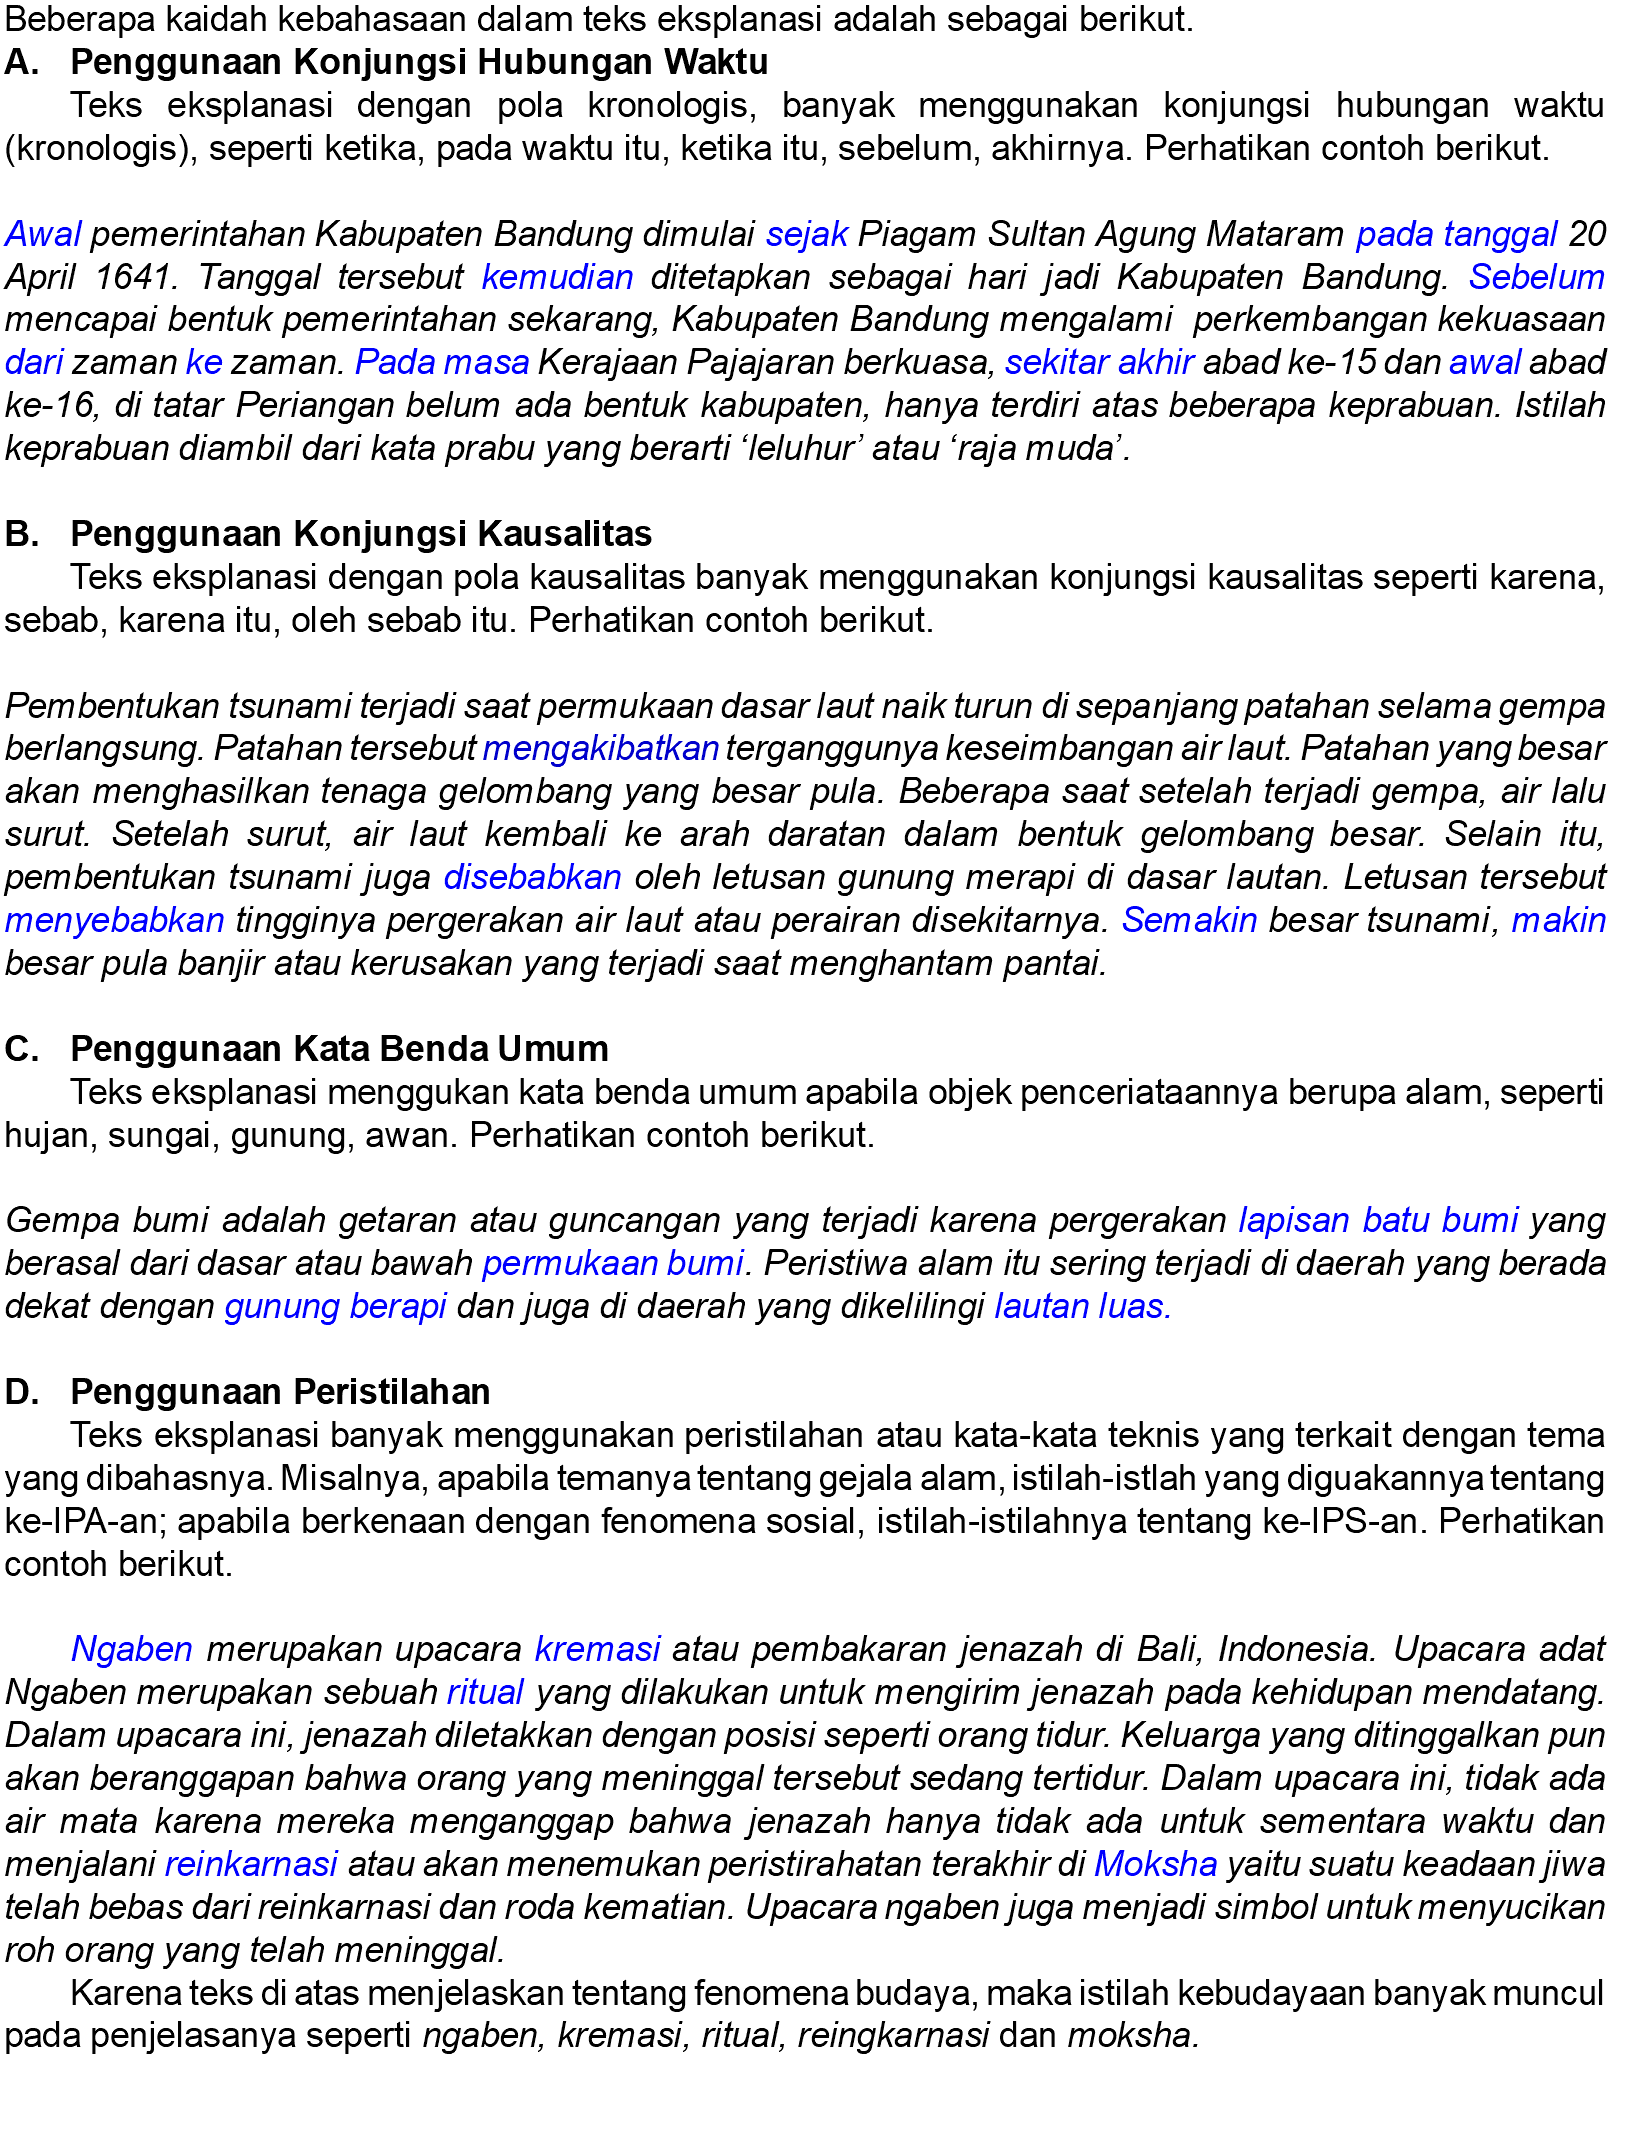 Beberapa kaidah kebahasaan dalam teks eksplanasi adalah sebagai berikut.
A. Penggunaan Konjungsi Hubungan Waktu
Teks eksplanasi dengan pola kronologis, banyak menggunakan konjungsi hubungan waktu
(kronologis), seperti ketika, pada waktu itu, ketika itu, sebelum, akhirnya. Perhatikan contoh berikut.
Awal pemerintahan Kabupaten Bandung dimulai sejak Piagam Sultan Agung Mataram pada tanggal 20
April 1641. Tanggal tersebut kemudian ditetapkan sebagai hari jadi Kabupaten Bandung. Sebelum
mencapai bentuk pemerintahan sekarang, Kabupaten Bandung mengalami perkembangan kekuasaan
dari zaman ke zaman. Pada masa Kerajaan Pajajaran berkuasa, sekitar akhir abad ke-15 dan awal abad
ke-16, di tatar Periangan belum ada bentuk kabupaten, hanya terdiri atas beberapa keprabuan. Istilah
keprabuan diambil dari kata prabu yang berarti ‘leluhur’ atau ‘raja muda’.
B. Penggunaan Konjungsi Kausalitas
Teks eksplanasi dengan pola kausalitas banyak menggunakan konjungsi kausalitas seperti karena,
sebab, karena itu, oleh sebab itu. Perhatikan contoh berikut.
Pembentukan tsunami terjadi saat permukaan dasar laut naik turun di sepanjang patahan selama gempa
berlangsung. Patahan tersebut mengakibatkan terganggunya keseimbangan air laut. Patahan yang besar
akan menghasilkan tenaga gelombang yang besar pula. Beberapa saat setelah terjadi gempa, air lalu
surut. Setelah surut, air laut kembali ke arah daratan dalam bentuk gelombang besar. Selain itu,
pembentukan tsunami juga disebabkan oleh letusan gunung merapi di dasar lautan. Letusan tersebut
menyebabkan tingginya pergerakan air laut atau perairan disekitarnya. Semakin besar tsunami, makin
besar pula banjir atau kerusakan yang terjadi saat menghantam pantai.
C. Penggunaan Kata Benda Umum
Teks eksplanasi menggukan kata benda umum apabila objek penceriataannya berupa alam, seperti
hujan, sungai, gunung, awan. Perhatikan contoh berikut.
Gempa bumi adalah getaran atau guncangan yang terjadi karena pergerakan lapisan batu bumi yang
berasal dari dasar atau bawah permukaan bumi. Peristiwa alam itu sering terjadi di daerah yang berada
dekat dengan gunung berapi dan juga di daerah yang dikelilingi lautan luas.
D. Penggunaan Peristilahan
Teks eksplanasi banyak menggunakan peristilahan atau kata-kata teknis yang terkait dengan tema
yang dibahasnya. Misalnya, apabila temanya tentang gejala alam, istilah-istlah yang diguakannya tentang
ke-IPA-an; apabila berkenaan dengan fenomena sosial, istilah-istilahnya tentang ke-IPS-an. Perhatikan
contoh berikut.
Ngaben merupakan upacara kremasi atau pembakaran jenazah di Bali, Indonesia. Upacara adat
Ngaben merupakan sebuah ritual yang dilakukan untuk mengirim jenazah pada kehidupan mendatang.
Dalam upacara ini, jenazah diletakkan dengan posisi seperti orang tidur. Keluarga yang ditinggalkan pun
akan beranggapan bahwa orang yang meninggal tersebut sedang tertidur. Dalam upacara ini, tidak ada
air mata karena mereka menganggap bahwa jenazah hanya tidak ada untuk sementara waktu dan
menjalani reinkarnasi atau akan menemukan peristirahatan terakhir di Moksha yaitu suatu keadaan jiwa
telah bebas dari reinkarnasi dan roda kematian. Upacara ngaben juga menjadi simbol untuk menyucikan
roh orang yang telah meninggal.
Karena teks di atas menjelaskan tentang fenomena budaya, maka istilah kebudayaan banyak muncul
pada penjelasanya seperti ngaben, kremasi, ritual, reingkarnasi dan moksha.